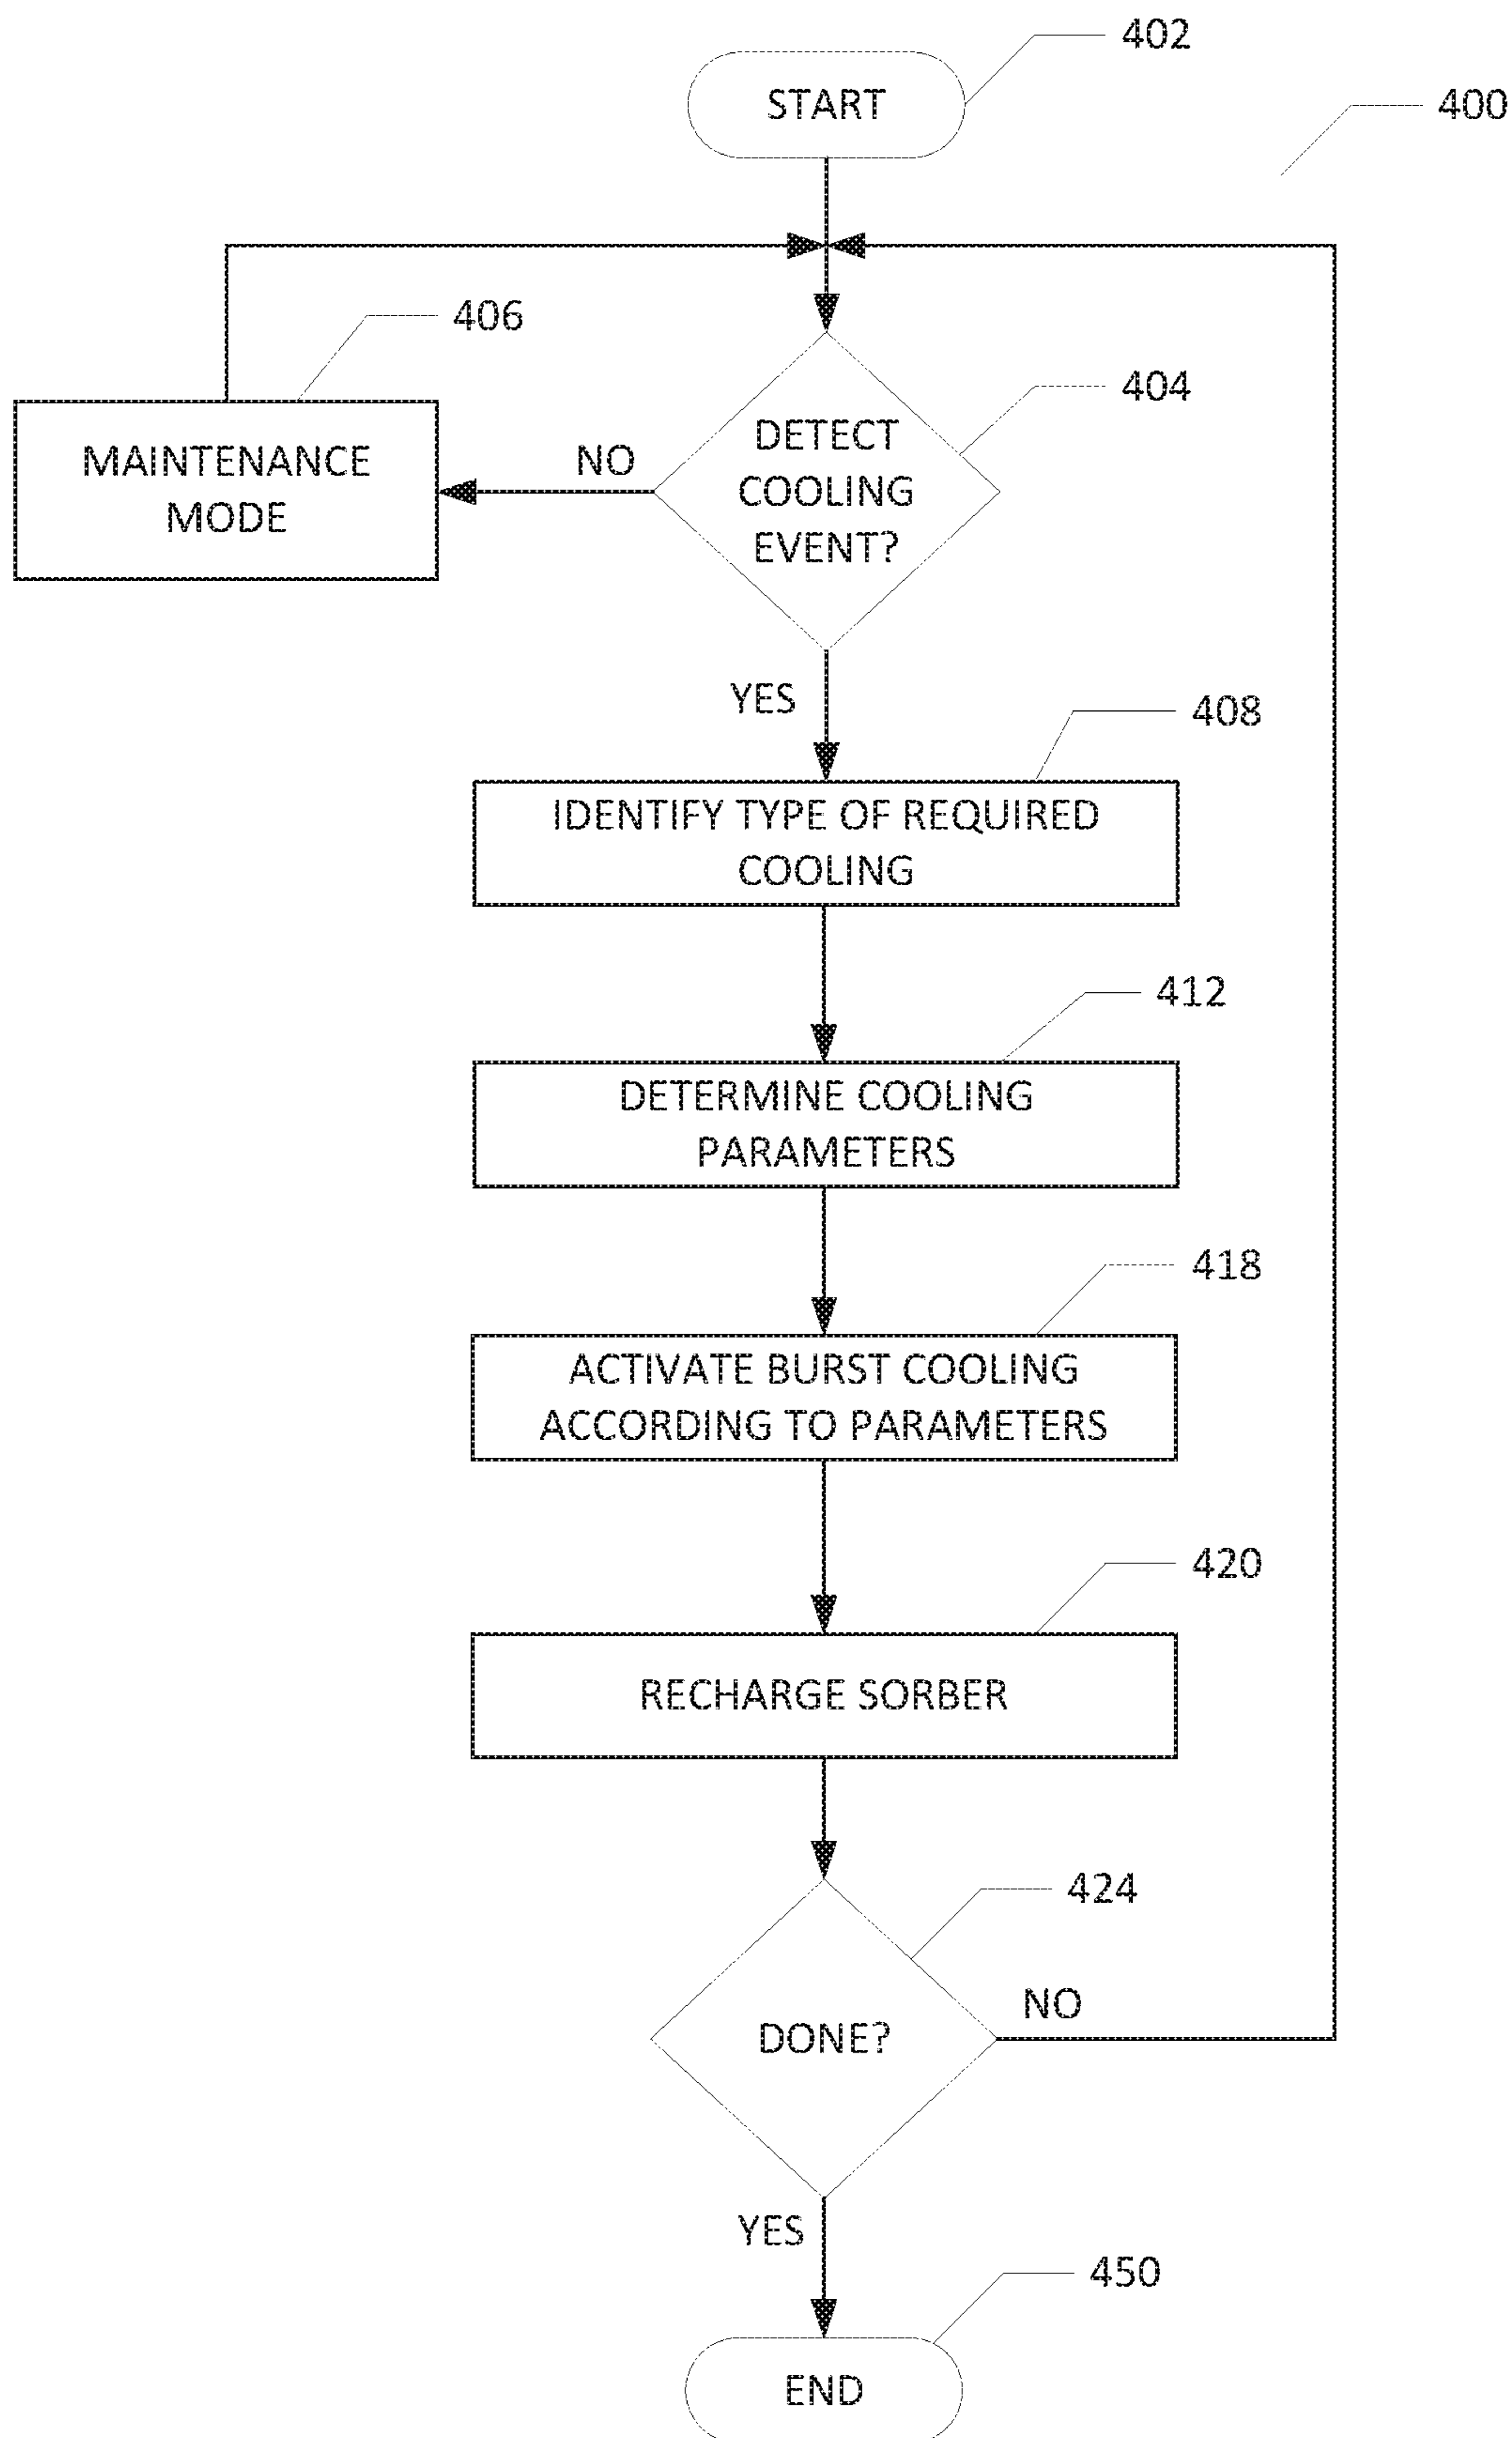 402
START
400
406
404
MAINTENANCE
MODE
NO
DETECT
COOLING
EVENT?
YES
408
IDENTIFY TYPE OF REQUIRED
COOLING
412
DETERMINE COOLING
PARAMETERS
418
ACTIVATE BURST COOLING
ACCORDING TO PARAMETERS
420
RECHARGE SORBER
424
NO
DONE?
YES
450
END